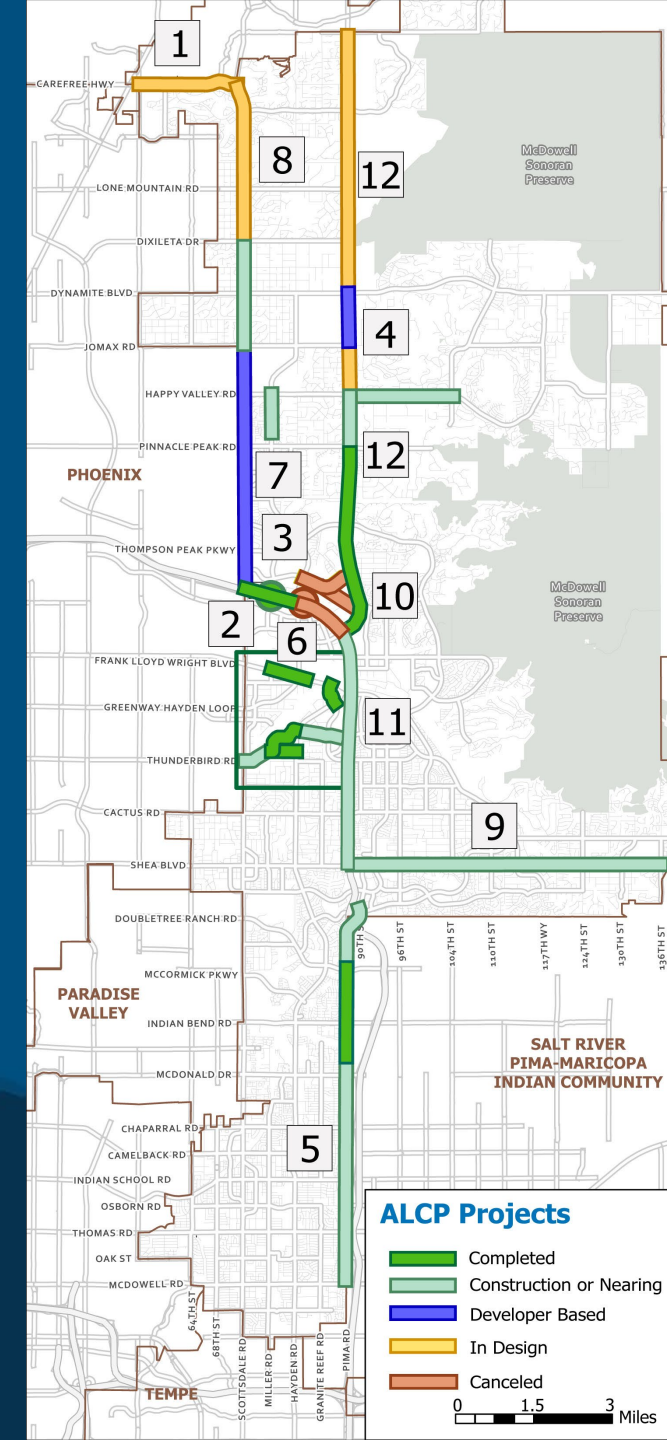 1
CAREFREE HWY
8
McDowell
Sonoran
Preserve
12
LONE MOUNTAIN RD
DIXILETA DR
DYNAMITE BLVD
4
JOMAX RD
HAPPY VALLEY RD
PINNACLE PEAK RD
12
PHOENIX
7
3
THOMPSON PEAK PKWY
McDowell
Sonoran
Preserve
10
2
6
FRANK LLOYD WRIGHT BLVD
GREENWAY HAYDEN LOOP
11
THUNDERBIRD RD
CACTUS RD
9
SHEA BLVD
DOUBLETREE RANCH RD
90TH ST
96TH ST
104TH ST
110TH ST
117TH WY
124TH ST
130TH ST
136TH ST
MCCORMICK PKWY
PARADISE
VALLEY
INDIAN BEND RD
SALT RIVER
PIMA-MARICOPA
INDIAN COMMUNITY
MCDONALD DR
CHAPARRAL RD
5
CAMELBACK RD
INDIAN SCHOOL RD
OSBORN RD
THOMAS RD
OAK ST
MCDOWELL RD
64TH ST
68TH ST
SCOTTSDALE RD
MILLER RD
HAYDEN RD
GRANITE REEF RD
PIMA RD
TEMPE
ALCP Projects
Completed
Construction or Nearing
Developer Based
In Design
Canceled
0 1.5 3
Miles